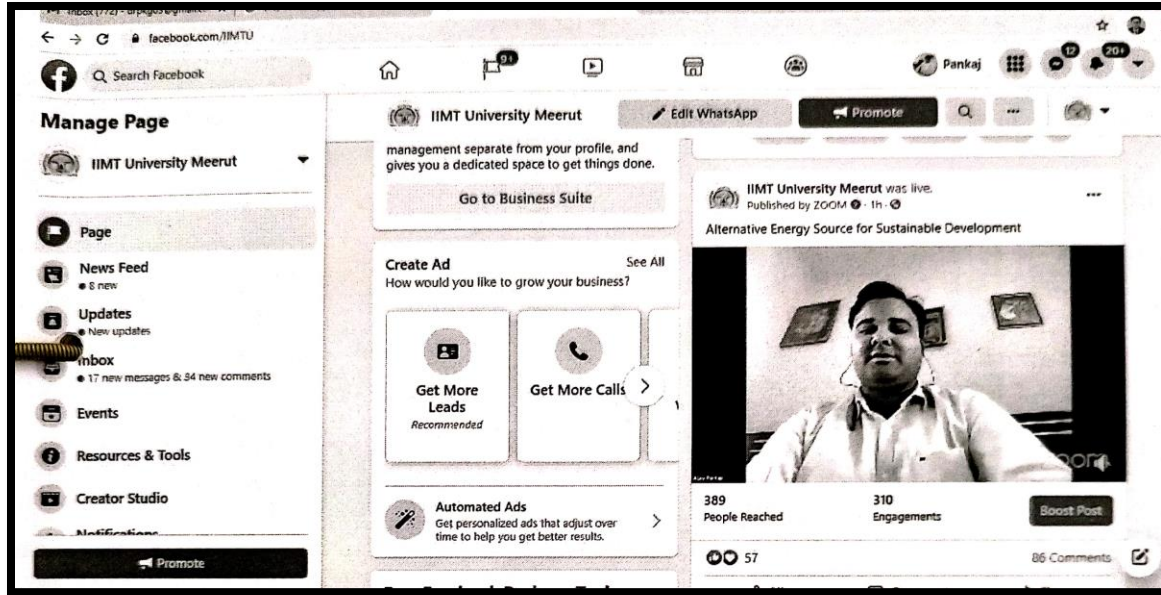 facebook.com/IIMTU
Search Facebook
9+
Pankaj
12
20+
Manage Page
IIMT University Meerut
Page
News Feed
8 new
Updates
New updates
Inbox
17 new messages & 94 new comments
Events
Resources & Tools
Creator Studio
Notifications
Promote
IIMT University Meerut
Edit WhatsApp
Promote
management separate from your profile, and
gives you a dedicated space to get things done.
Go to Business Suite
Create Ad
See All
How would you like to grow your business?
Get More
Leads
Recommended
Get More Calls
Automated Ads
Get personalized ads that adjust over
time to help you get better results.
IIMT University Meerut was live.
Published by ZOOM · 1h ·
Alternative Energy Source for Sustainable Development
389
People Reached
310
Engagements
Boost Post
57
86 Comments